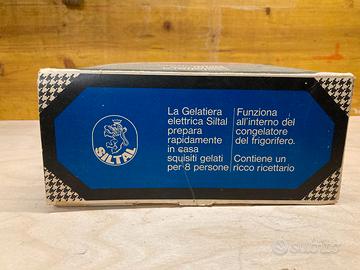 SILTAL
La Gelatiera
elettrica Siltal
prepara
rapidamente
in casa
squisiti gelati
per 8 persone
Funziona
all'interno del
congelatore
del frigorifero.
Contiene un
ricco ricettario
subito